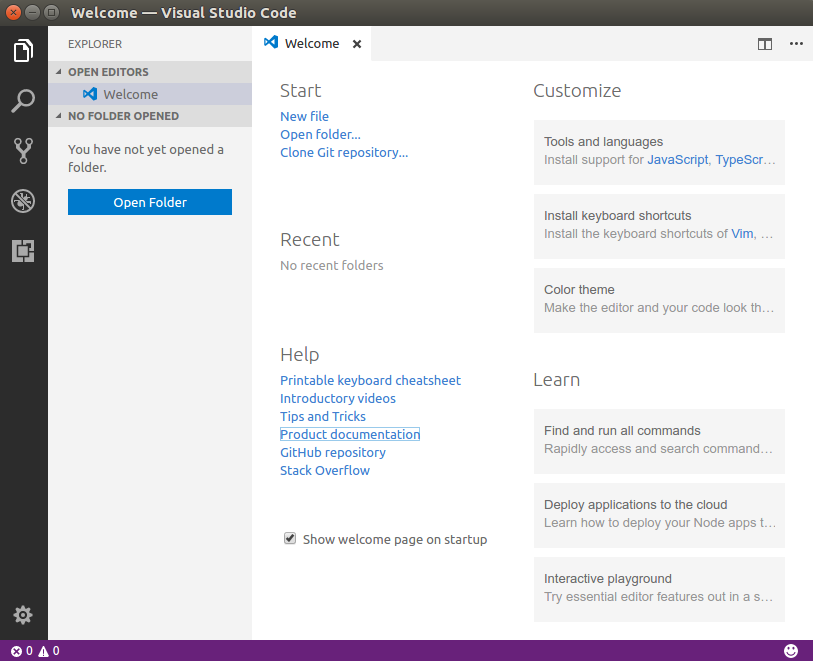 Welcome — Visual Studio Code
EXPLORER
OPEN EDITORS
Welcome
NO FOLDER OPENED
You have not yet opened a
folder.
Open Folder
Welcome
Start
New file
Open folder...
Clone Git repository...
Recent
No recent folders
Help
Printable keyboard cheatsheet
Introductory videos
Tips and Tricks
Product documentation
GitHub repository
Stack Overflow
Show welcome page on startup
Customize
Tools and languages
Install support for JavaScript, TypeScr…
Install keyboard shortcuts
Install the keyboard shortcuts of Vim, …
Color theme
Make the editor and your code look th…
Learn
Find and run all commands
Rapidly access and search command…
Deploy applications to the cloud
Learn how to deploy your Node apps t…
Interactive playground
Try essential editor features out in a s…
0 0